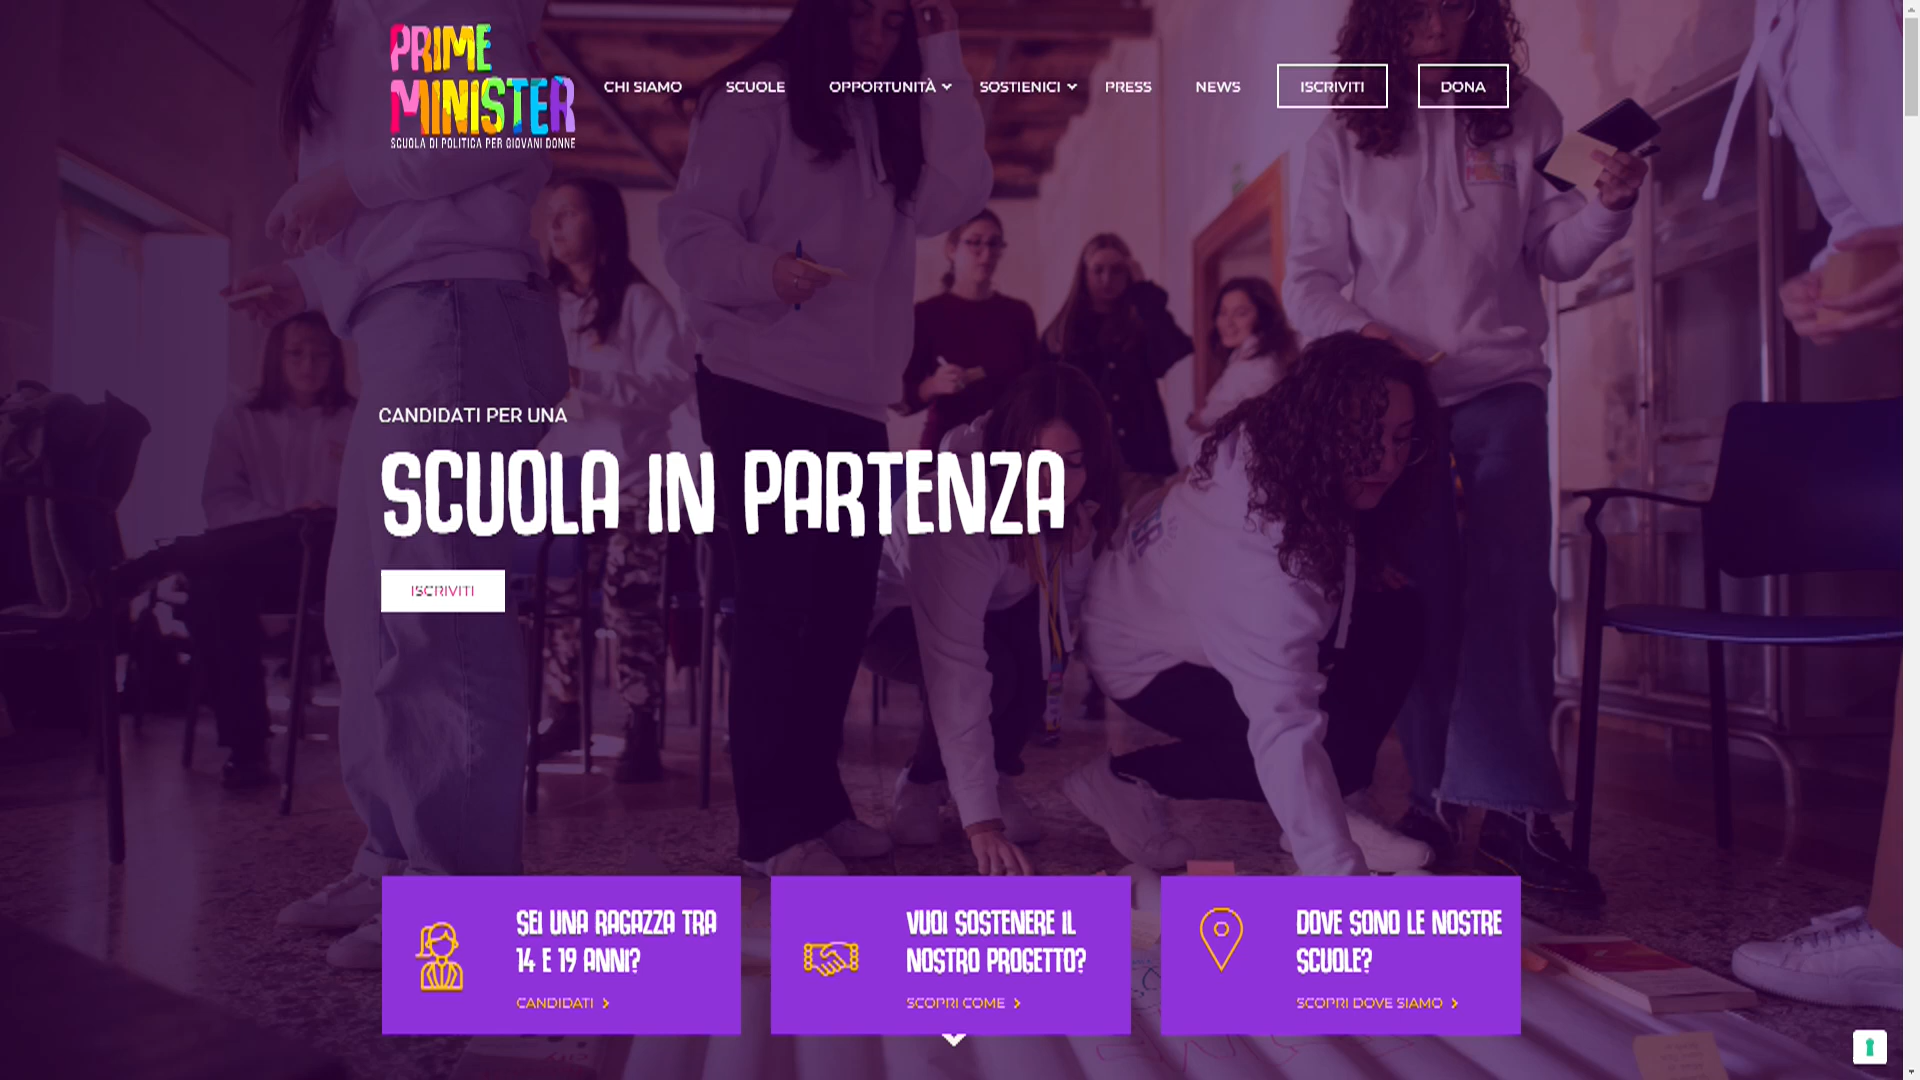 PRIME
MINISTER
SCUOLA DI POLITICA PER GIOVANI DONNE
CHI SIAMO
SCUOLE
OPPORTUNITÀ
SOSTIENICI
PRESS
NEWS
ISCRIVITI
DONA
CANDIDATI PER UNA
SCUOLA IN PARTENZA
ISCRIVITI
SEI UNA RAGAZZA TRA
14 E 19 ANNI?
CANDIDATI
VUOI SOSTENERE IL
NOSTRO PROGETTO?
SCOPRI COME
DOVE SONO LE NOSTRE
SCUOLE?
SCOPRI DOVE SIAMO